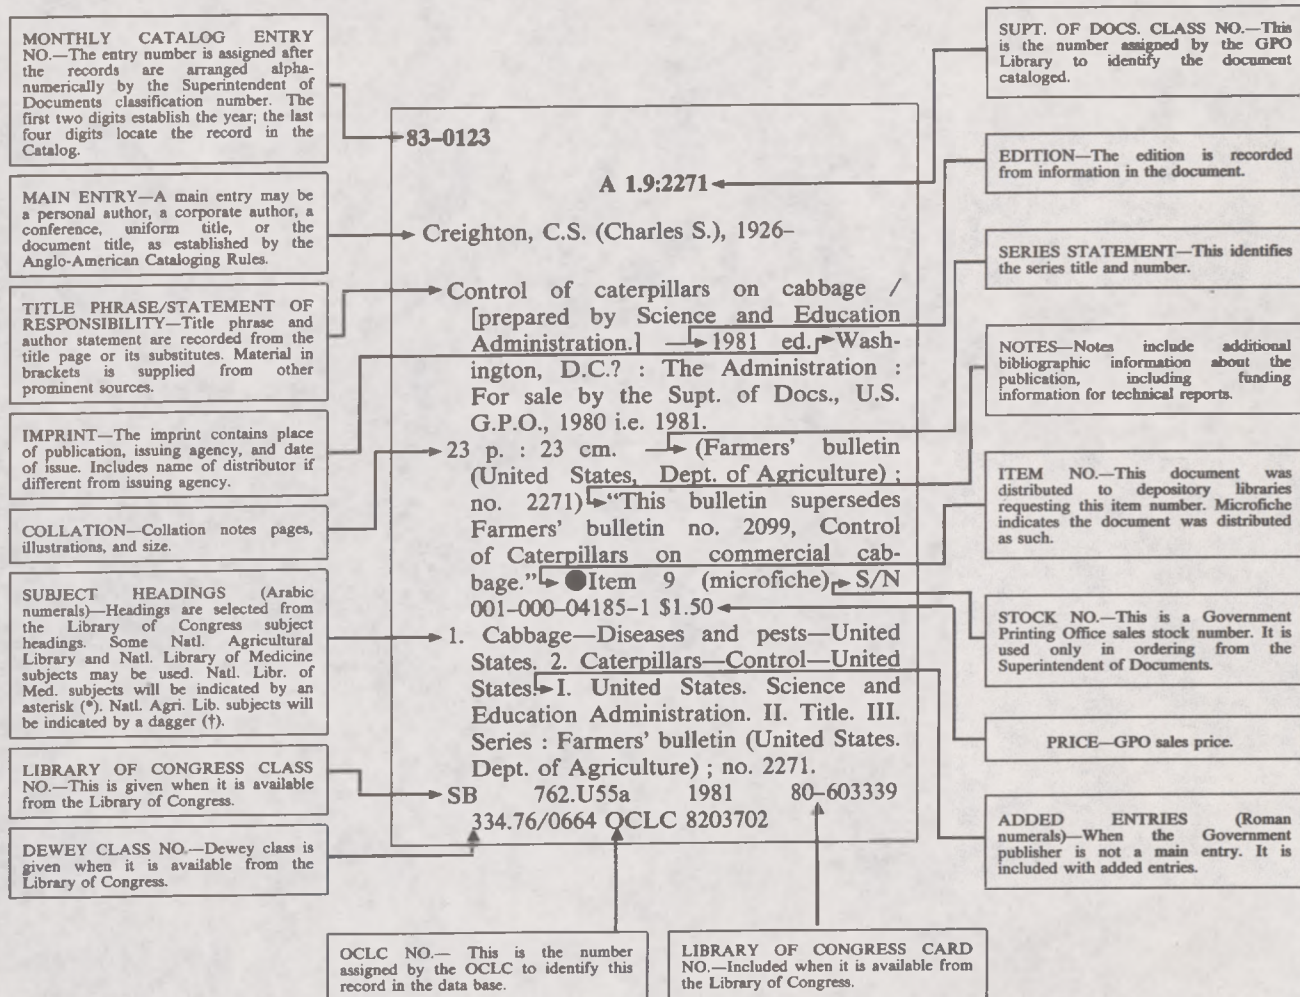 MONTHLY CATALOG ENTRY
NO.—The entry number is assigned after
the records are arranged alpha-
numerically by the Superintendent of
Documents classification number. The
first two digits establish the year; the last
four digits locate the record in the
Catalog.
MAIN ENTRY—A main entry may be
a personal author, a corporate author, a
conference, uniform title, or the
document title, as established by the
Anglo-American Cataloging Rules.
TITLE PHRASE/STATEMENT OF
RESPONSIBILITY—Title phrase and
author statement are recorded from the
title page or its substitutes. Material in
brackets is supplied from other
prominent sources.
IMPRINT—The imprint contains place
of publication, issuing agency, and date
of issue. Includes name of distributor if
different from issuing agency.
COLLATION—Collation notes pages,
illustrations, and size.
SUBJECT HEADINGS (Arabic
numerals)—Headings are selected from
the Library of Congress subject
headings. Some Natl. Agricultural
Library and Natl. Library of Medicine
subjects may be used. Natl. Libr. of
Med. subjects will be indicated by an
asterisk (*). Natl. Agri. Lib. subjects will
be indicated by a dagger (†).
LIBRARY OF CONGRESS CLASS
NO.—This is given when it is available
from the Library of Congress.
DEWEY CLASS NO.—Dewey class is
given when it is available from the
Library of Congress.
83–0123
A 1.9:2271
Creighton, C.S. (Charles S.), 1926–
Control of caterpillars on cabbage /
[prepared by Science and Education
Administration.] 1981 ed. Wash-
ington, D.C.? : The Administration :
For sale by the Supt. of Docs., U.S.
G.P.O., 1980 i.e. 1981.
23 p. : 23 cm. (Farmers' bulletin
(United States, Dept. of Agriculture) ;
no. 2271) “This bulletin supersedes
Farmers' bulletin no. 2099, Control
of Caterpillars on commercial cab-
bage.” ●Item 9 (microfiche) S/N
001–000–04185–1 $1.50
1. Cabbage—Diseases and pests—United
States. 2. Caterpillars—Control—United
States. I. United States. Science and
Education Administration. II. Title. III.
Series : Farmers' bulletin (United States.
Dept. of Agriculture) ; no. 2271.
SB 762.U55a 1981 80–603339
334.76/0664 OCLC 8203702
SUPT. OF DOCS. CLASS NO.—This
is the number assigned by the GPO
Library to identify the document
cataloged.
EDITION—The edition is recorded
from information in the document.
SERIES STATEMENT—This identifies
the series title and number.
NOTES—Notes include additional
bibliographic information about the
publication, including funding
information for technical reports.
ITEM NO.—This document was
distributed to depository libraries
requesting this item number. Microfiche
indicates the document was distributed
as such.
STOCK NO.—This is a Government
Printing Office sales stock number. It is
used only in ordering from the
Superintendent of Documents.
PRICE—GPO sales price.
ADDED ENTRIES (Roman
numerals)—When the Government
publisher is not a main entry. It is
included with added entries.
OCLC NO.— This is the number
assigned by the OCLC to identify this
record in the data base.
LIBRARY OF CONGRESS CARD
NO.—Included when it is available from
the Library of Congress.